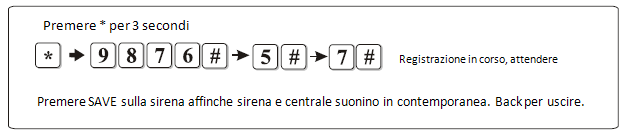 Premere * per 3 secondi
* → 9 8 7 6 # → 5 # → 7 # Registrazione in corso, attendere
Premere SAVE sulla sirena affinche sirena e centrale suonino in contemporanea. Back per uscire.